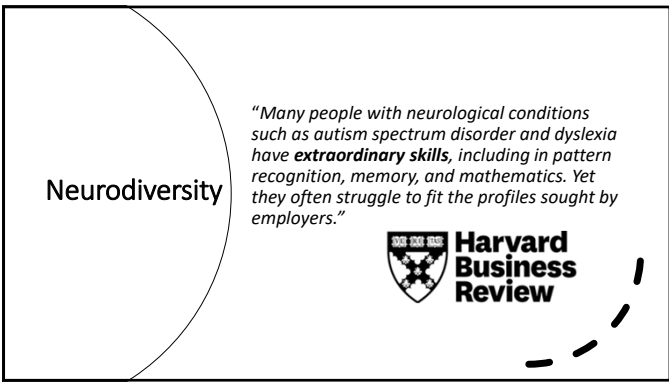 Neurodiversity
“Many people with neurological conditions
such as autism spectrum disorder and dyslexia
have extraordinary skills, including in pattern
recognition, memory, and mathematics. Yet
they often struggle to fit the profiles sought by
employers.”
Harvard
Business
Review